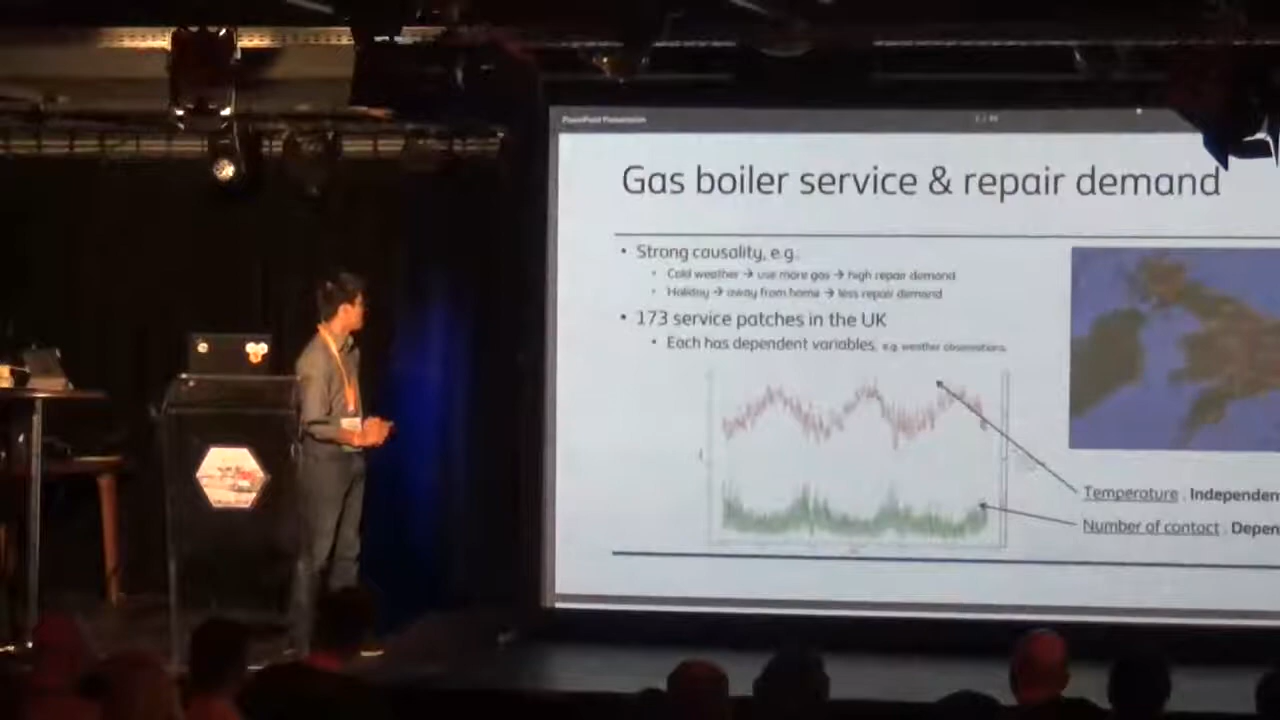 PowerPoint Presentation
Gas boiler service & repair demand
• Strong causality, e.g.
• Cold weather → use more gas → high repair demand
• Holiday → away from home → less repair demand
• 173 service patches in the UK
• Each has dependent variables, e.g. weather observations
Temperature . Independen
Number of contact . Depen